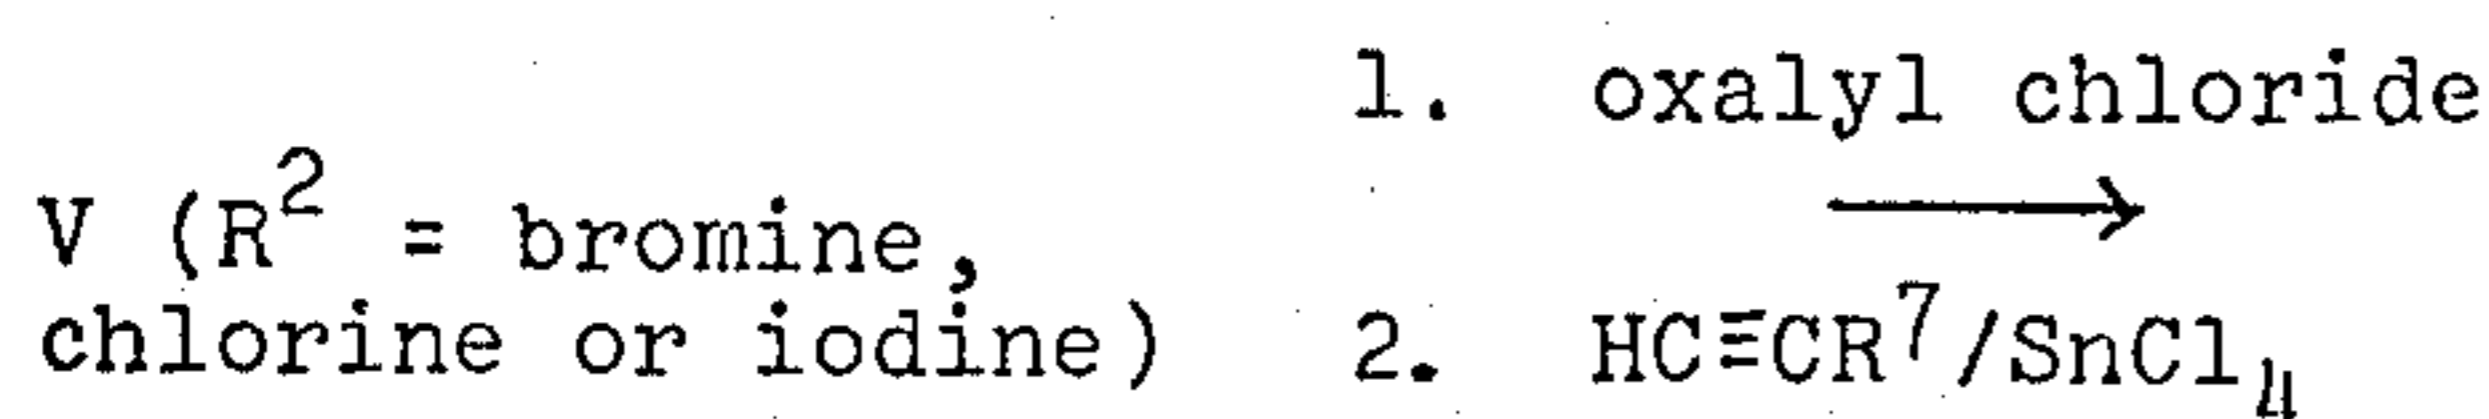 1. oxalyl chloride
⟶
V (R² = bromine,
chlorine or iodine)
2. HC≡CR⁷/SnCl₄